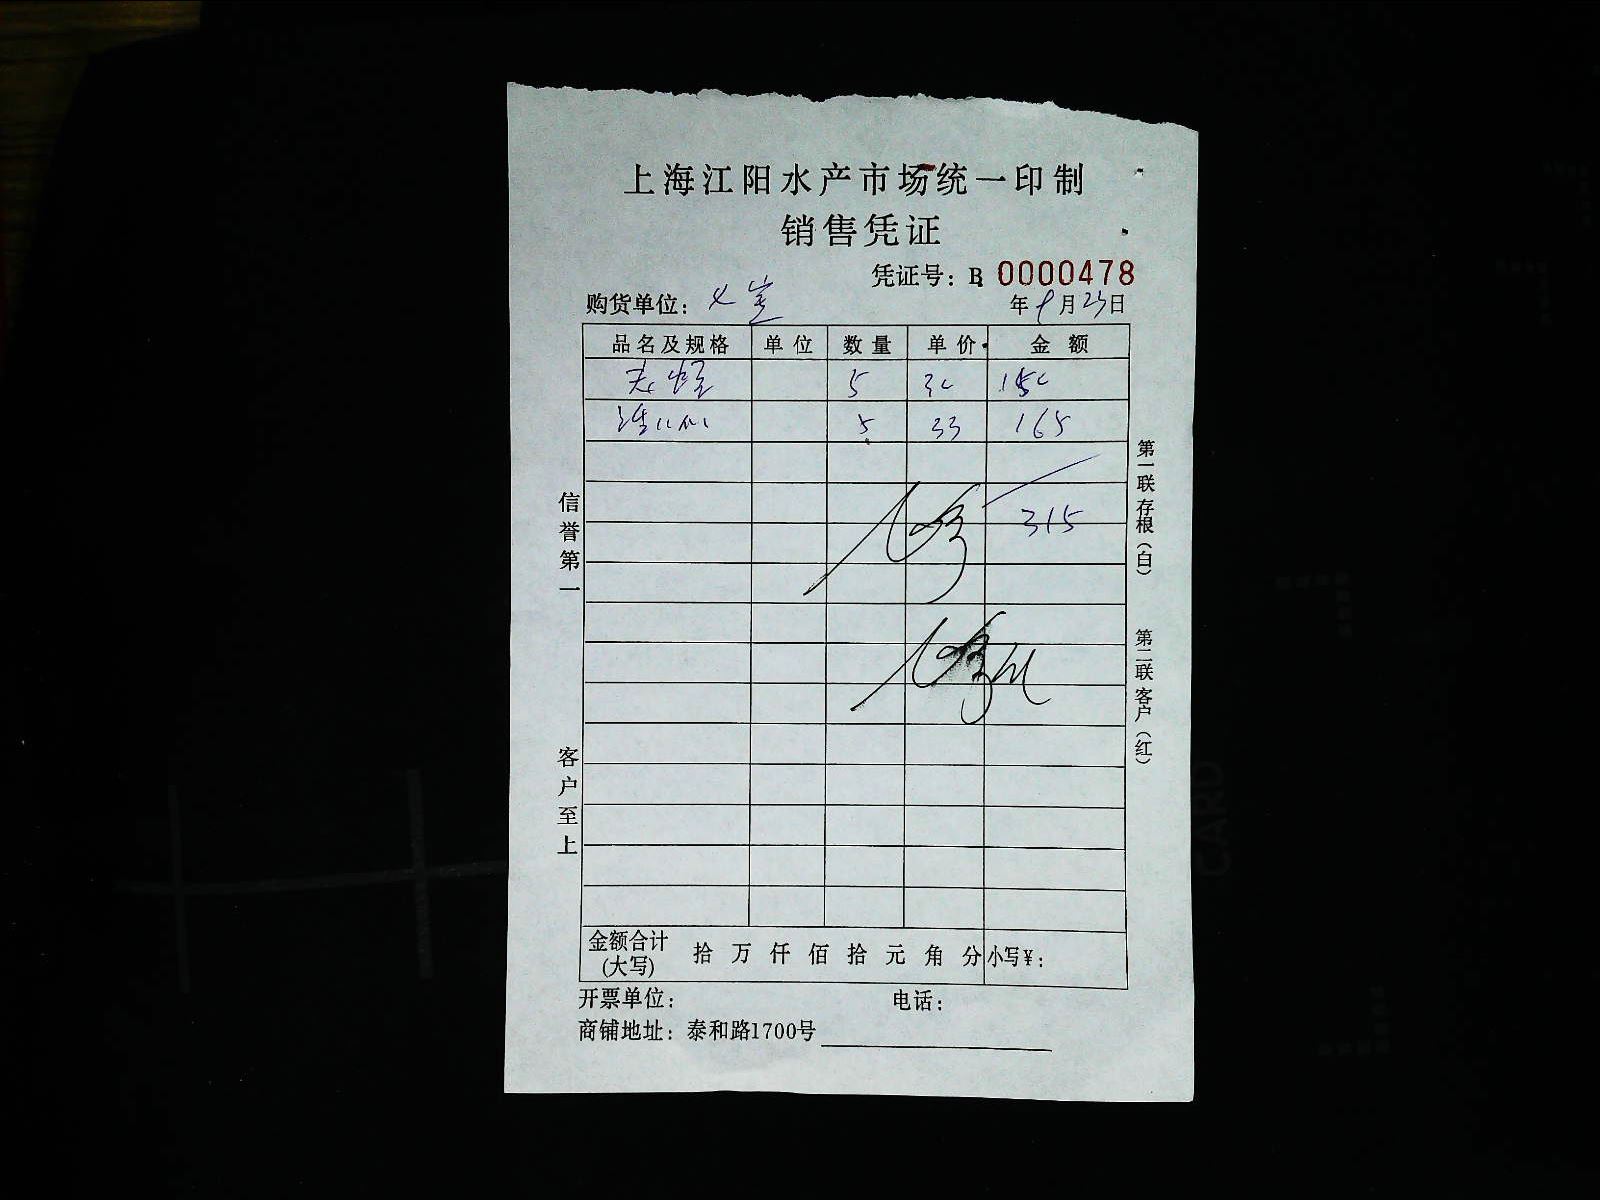 上海江阳水产市场统一印制
销售凭证
凭证号：B 0000478
购货单位：
年 9 月 23 日
品名及规格 单位 数量 单价 金额
5 30 150
5 33 165
315
信誉第一
客户至上
第一联存根（白）
第二联客户（红）
金额合计(大写) 拾 万 仟 佰 拾 元 角 分 小写¥：
开票单位： 电话：
商铺地址：泰和路1700号
CARD